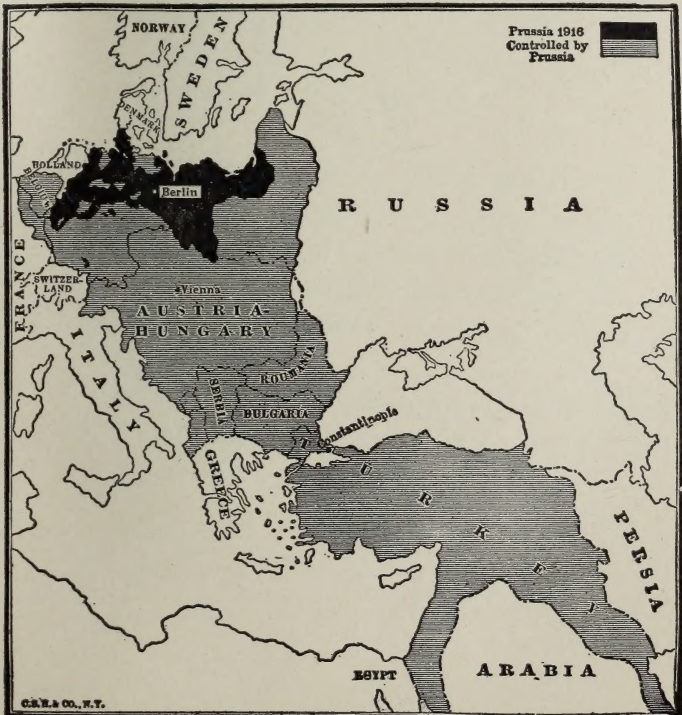 NORWAY
SWEDEN
DENMARK
Prussia 1916
Controlled by
Prussia
HOLLAND
BELGIUM
Berlin
RUSSIA
FRANCE
SWITZER-
LAND
Vienna
AUSTRIA-
HUNGARY
ITALY
ROUMANIA
SERBIA
BULGARIA
Constantinople
TURKEY
GREECE
PERSIA
EGYPT
ARABIA
C.S.H.& CO., N.Y.